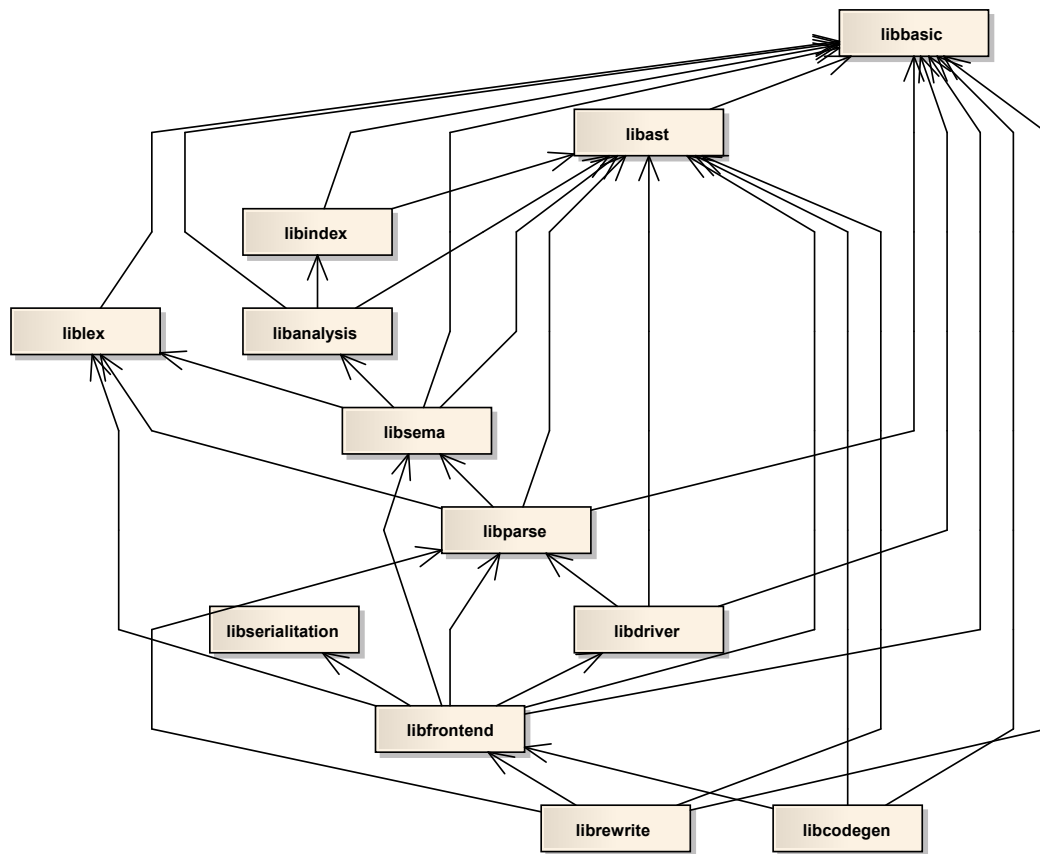 libbasic
libast
libindex
liblex
libanalysis
libsema
libparse
libserialitation
libdriver
libfrontend
librewrite
libcodegen